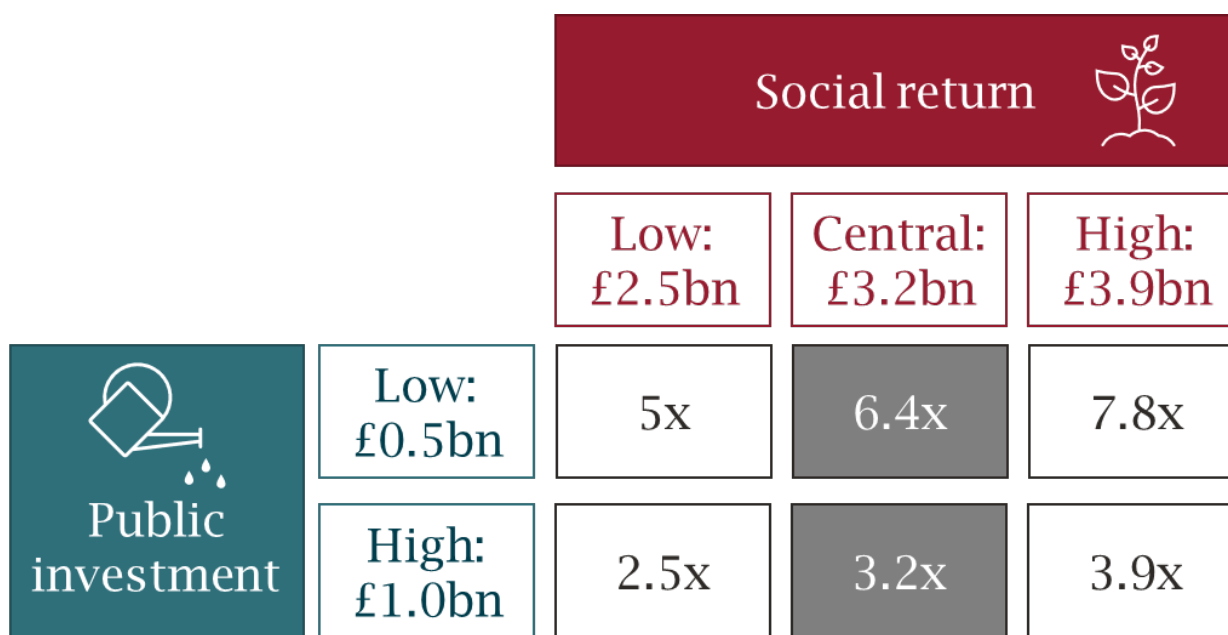 Social return
Low:
£2.5bn
Central:
£3.2bn
High:
£3.9bn
Public
investment
Low:
£0.5bn
5x
6.4x
7.8x
High:
£1.0bn
2.5x
3.2x
3.9x